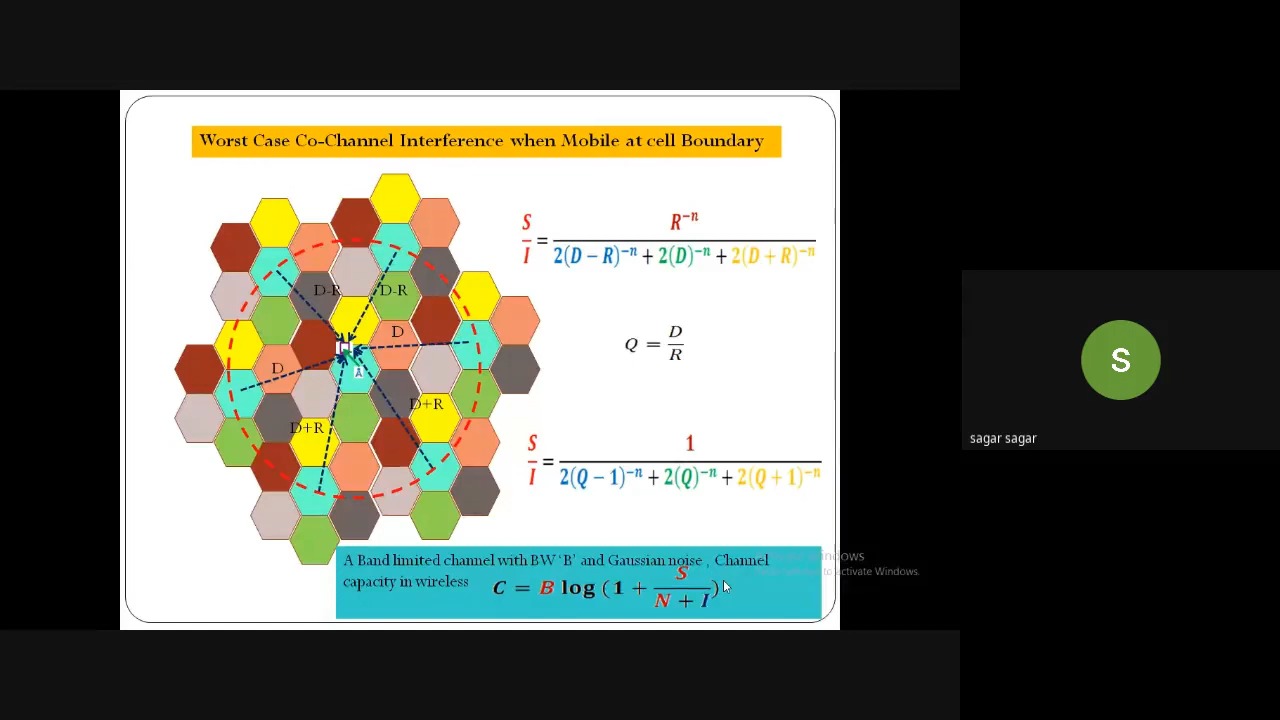 Worst Case Co-Channel Interference when Mobile at cell Boundary
D-R
D-R
D
D
D+R
D+R
A
S/I = R⁻ⁿ / 2(D − R)⁻ⁿ + 2(D)⁻ⁿ + 2(D + R)⁻ⁿ
Q = D/R
S/I = 1 / 2(Q − 1)⁻ⁿ + 2(Q)⁻ⁿ + 2(Q + 1)⁻ⁿ
A Band limited channel with BW 'B' and Gaussian noise , Channel
capacity in wireless
C = B log (1 + S/N + I)
S
sagar sagar